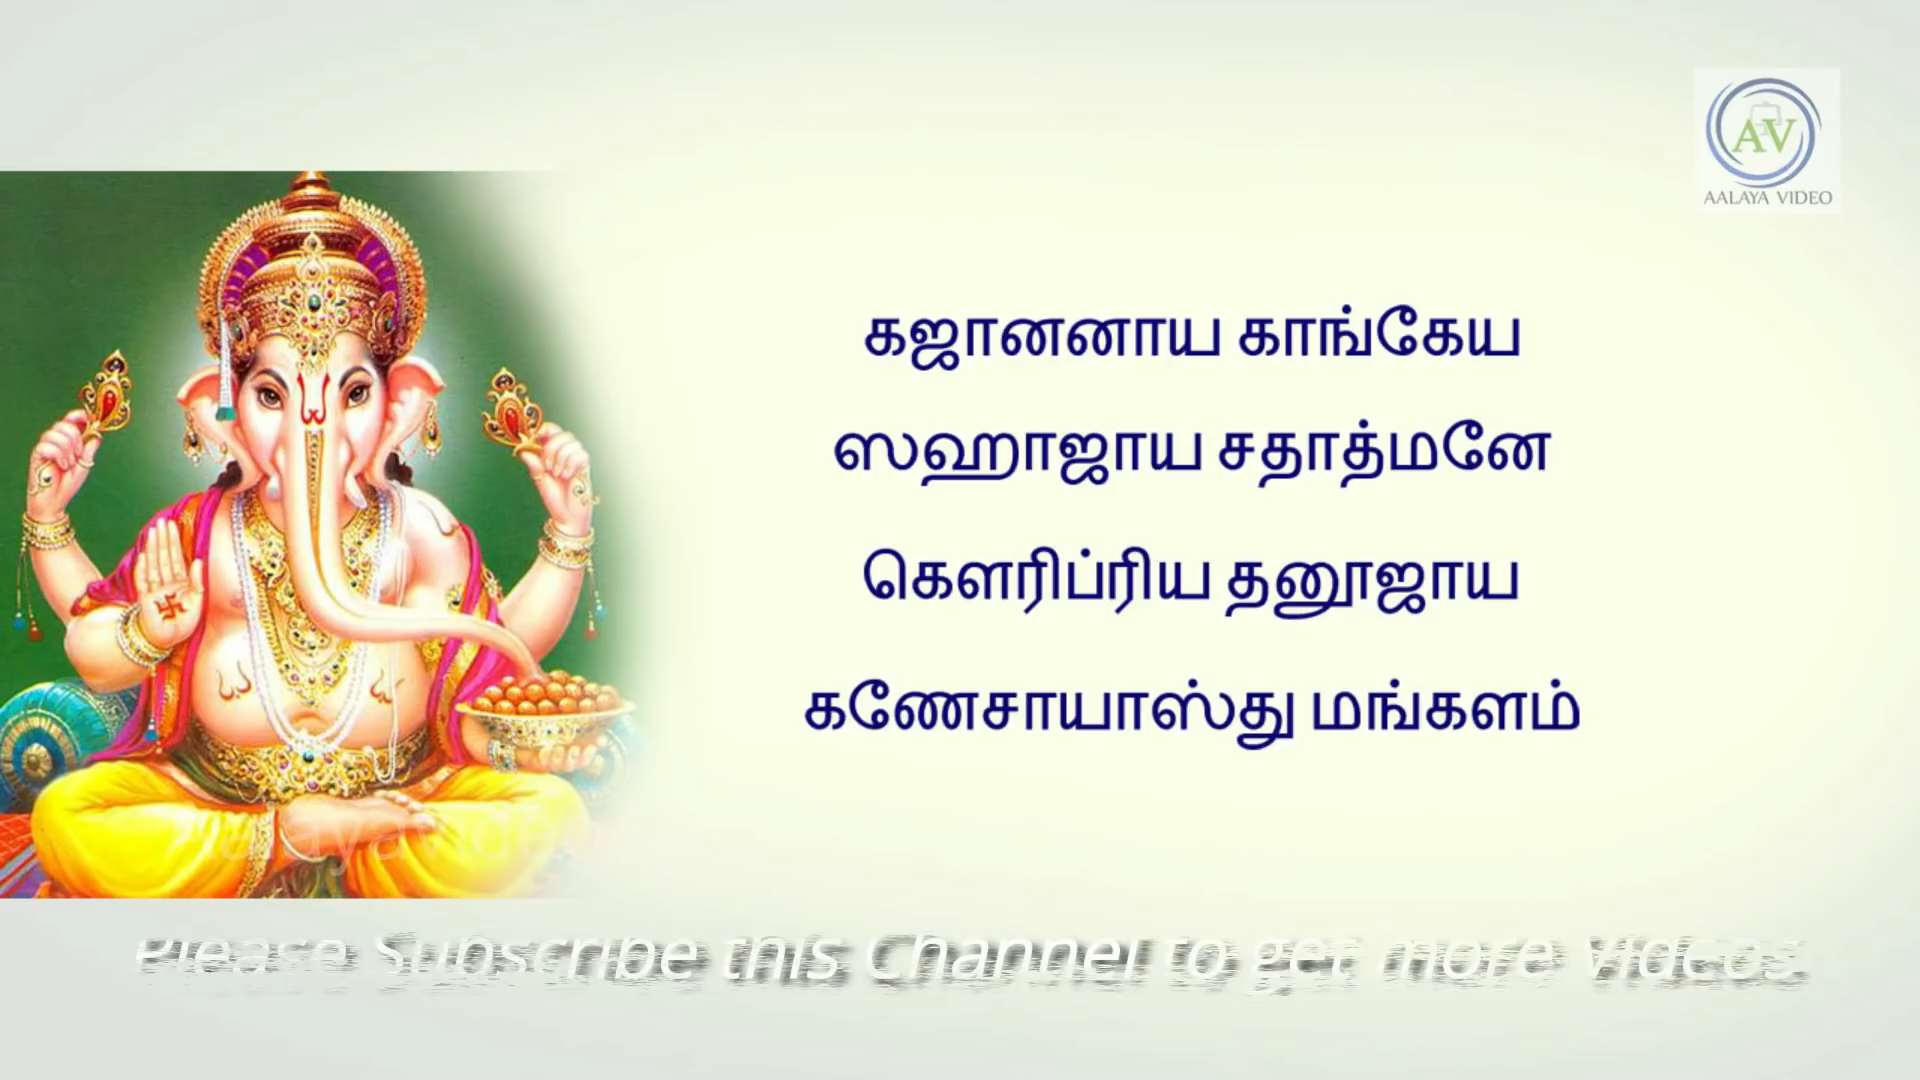 AV
AALAYA VIDEO
கஜானனாய காங்கேய
ஸஹாஜாய சதாத்மனே
கௌரிப்ரிய தனூஜாய
கணேசாயாஸ்து மங்களம்
Aalayavideo
Please Subscribe this Channel to get more Videos